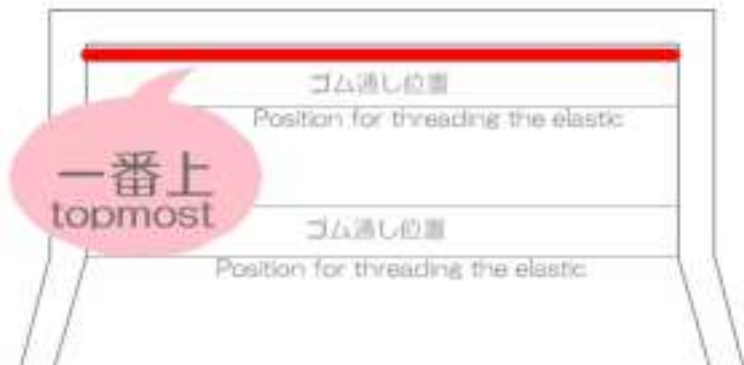 ゴム通し位置
Position for threading the elastic
一番上
topmost
ゴム通し位置
Position for threading the elastic